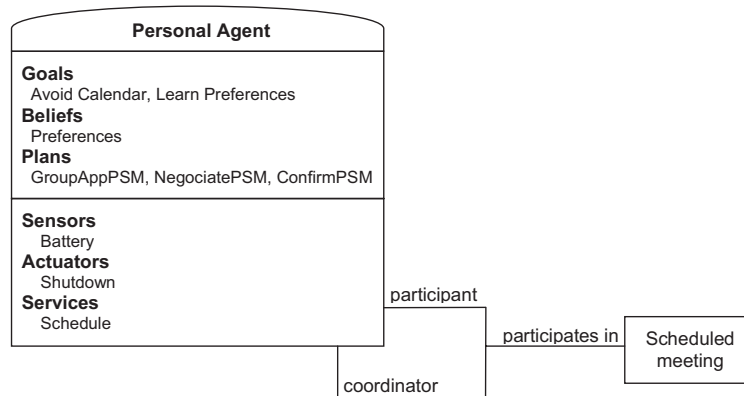 Personal Agent
Goals
Avoid Calendar, Learn Preferences
Beliefs
Preferences
Plans
GroupAppPSM, NegociatePSM, ConfirmPSM
Sensors
Battery
Actuators
Shutdown
Services
Schedule
participant
participates in
Scheduled
meeting
coordinator